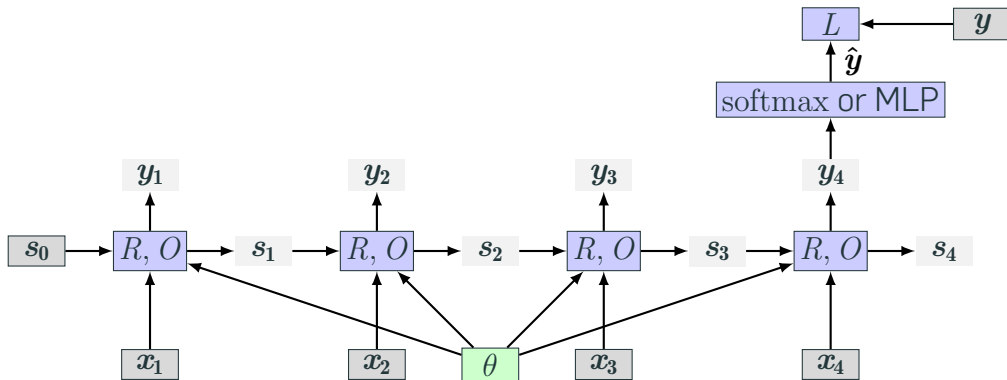 L y
ŷ
softmax or MLP
y₁ y₂ y₃ y₄
s₀ R, O s₁ R, O s₂ R, O s₃ R, O s₄
x₁ x₂ θ x₃ x₄